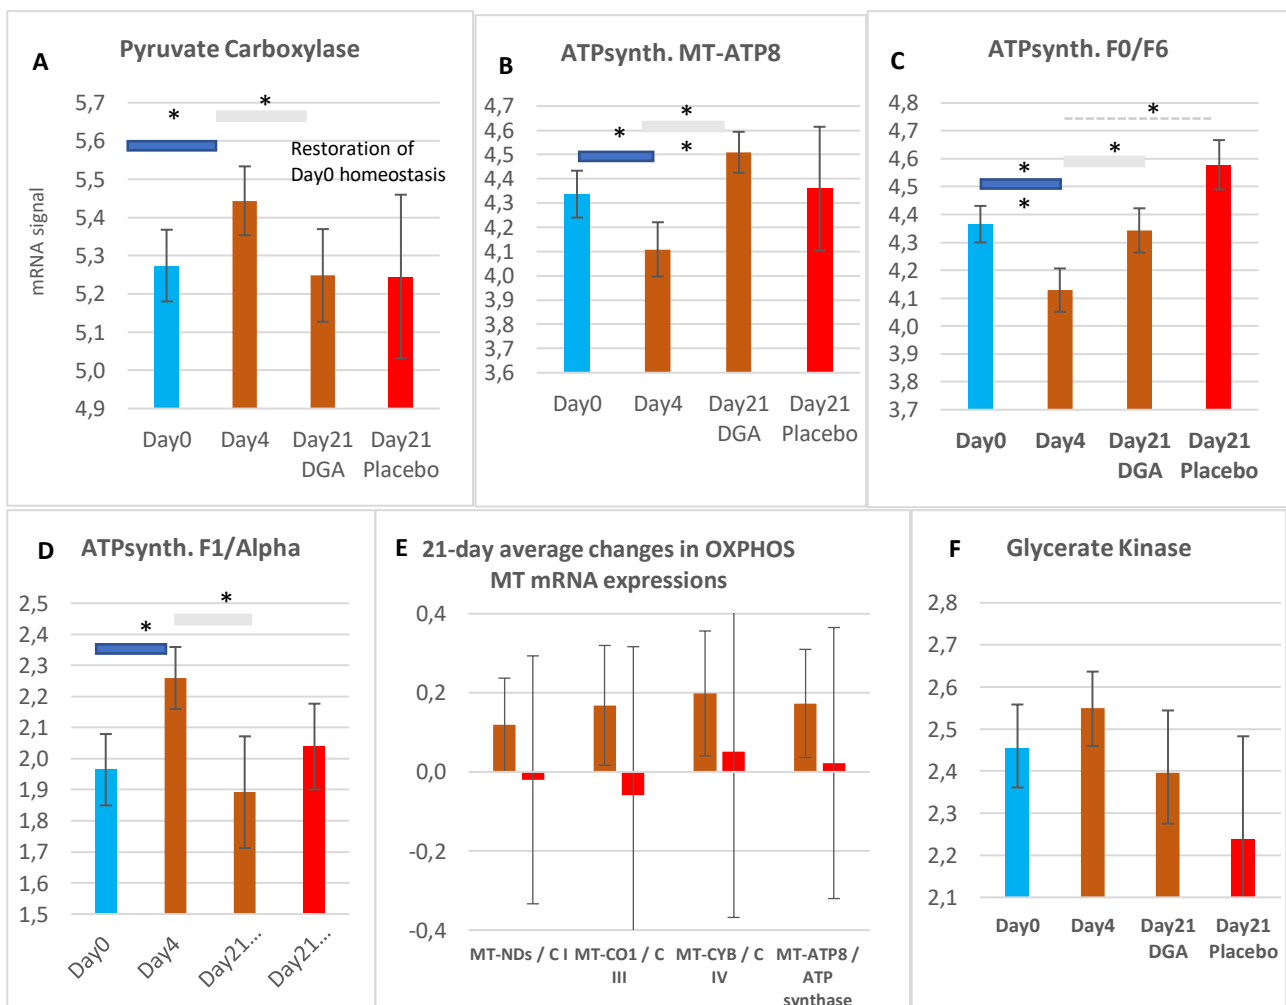 A
Pyruvate Carboxylase
mRNA signal
5,7
5,6
5,5
5,4
5,3
5,2
5,1
5,0
4,9
*
*
Restoration of
Day0 homeostasis
Day0
Day4
Day21
DGA
Day21
Placebo
B
ATPsynth. MT-ATP8
4,7
4,6
4,5
4,4
4,3
4,2
4,1
4,0
3,9
3,8
3,7
3,6
*
*
*
Day0
Day4
Day21
DGA
Day21
Placebo
C
ATPsynth. F0/F6
4,8
4,7
4,6
4,5
4,4
4,3
4,2
4,1
4,0
3,9
3,8
3,7
*
*
*
*
Day0
Day4
Day21
DGA
Day21
Placebo
D
ATPsynth. F1/Alpha
2,5
2,4
2,3
2,2
2,1
2,0
1,9
1,8
1,7
1,6
1,5
*
*
Day0
Day4
Day21...
Day21...
E
21-day average changes in OXPHOS
MT mRNA expressions
0,4
0,2
0,0
-0,2
-0,4
MT-NDs / C I
MT-CO1 / C
III
MT-CYB / C
IV
MT-ATP8 /
ATP
synthase
F
Glycerate Kinase
2,8
2,7
2,6
2,5
2,4
2,3
2,2
2,1
Day0
Day4
Day21
DGA
Day21
Placebo